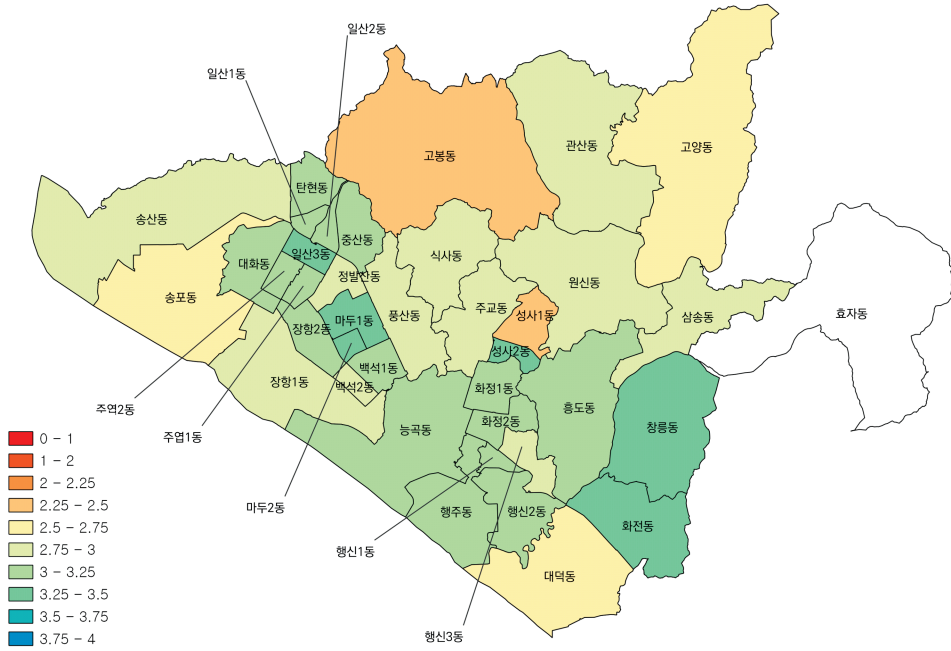 일산2동
일산1동
고봉동
관산동
고양동
탄현동
송산동
중산동
대화동
일산3동
식사동
정발산동
원신동
송포동
풍산동
주교동
성사1동
삼송동
효자동
마두1동
장항2동
성사2동
백석1동
장항1동
백석2동
화정1동
주역2동
흥도동
화정2동
창릉동
주엽1동
능곡동
마두2동
행주동
행신2동
화전동
행신1동
대덕동
행신3동
0 - 1
1 - 2
2 - 2.25
2.25 - 2.5
2.5 - 2.75
2.75 - 3
3 - 3.25
3.25 - 3.5
3.5 - 3.75
3.75 - 4